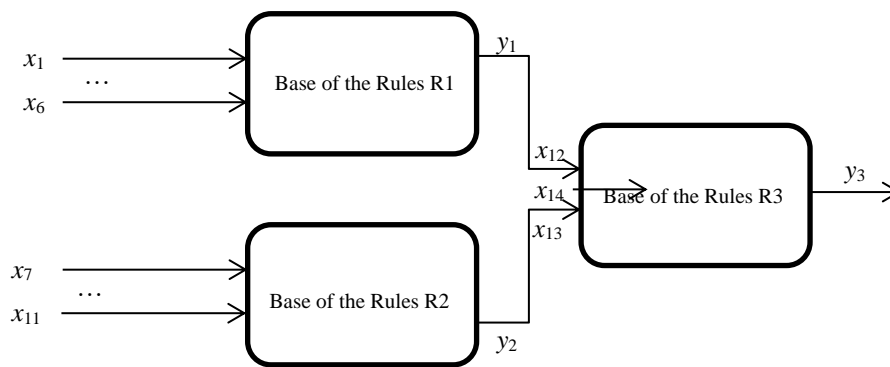 x1
…
x6
Base of the Rules R1
y1
x12
x14
x13
Base of the Rules R3
y3
x7
…
x11
Base of the Rules R2
y2